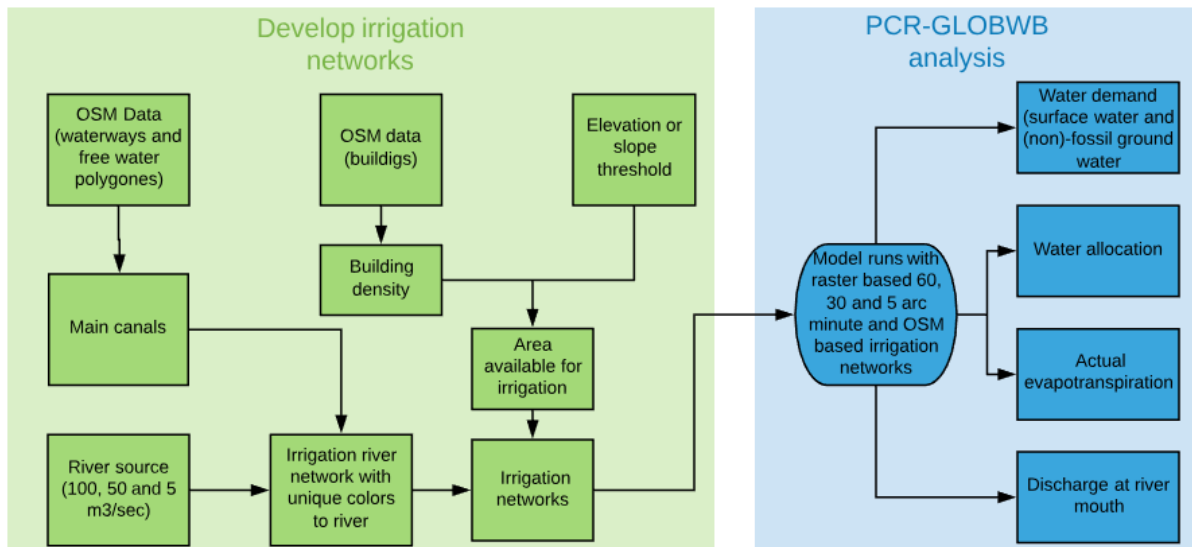 Develop irrigation
networks
OSM Data
(waterways and
free water
polygones)
OSM data
(buildigs)
Elevation or
slope
threshold
Building
density
Main canals
Area
available for
irrigation
River source
(100, 50 and 5
m3/sec)
Irrigation river
network with
unique colors
to river
Irrigation
networks
PCR-GLOBWB
analysis
Water demand
(surface water and
(non)-fossil ground
water
Model runs with
raster based 60,
30 and 5 arc
minute and OSM
based irrigation
networks
Water allocation
Actual
evapotranspiration
Discharge at river
mouth